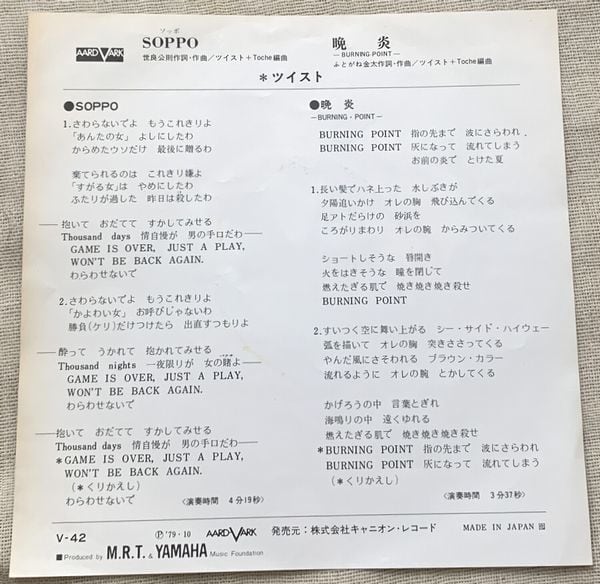 AARDVARK
ソッポ
SOPPO
世良公則作詞・作曲／ツイスト＋Toche編曲
晩炎
—BURNING・POINT—
ふとがね金太作詞・作曲／ツイスト＋Toche編曲
＊ツイスト
●SOPPO
1.さわらないでよ　もうこれきりよ
「あんたの女」よしにしたわ
からめたウソだけ　最後に贈るわ
棄てられるのは　これきり嫌よ
「すがる女」は　やめにしたわ
ふたりが過した　昨日は殺したわ
——抱いて　おだてて　すかしてみせる
Thousand days　情自慢が　男の手口だわ——
GAME IS OVER, JUST A PLAY,
WON'T BE BACK AGAIN.
わらわせないで
2.さわらないでよ　もうこれきりよ
「かよわい女」お呼びじゃないわ
勝負(ケリ)だけつけたら　出直すつもりよ
——酔って　うかれて　抱かれてみせる
Thousand nights　一夜限りが　女の賭よ——
GAME IS OVER, JUST A PLAY,
WON'T BE BACK AGAIN.
わらわせないで
——抱いて　おだてて　すかしてみせる
Thousand days　情自慢が　男の手口だわ——
＊GAME IS OVER, JUST A PLAY,
WON'T BE BACK AGAIN.
(＊くりかえし)
わらわせないで
〈演奏時間　4分19秒〉
●晩炎
—BURNING・POINT—
BURNING POINT　指の先まで　波にさらわれ
BURNING POINT　灰になって　流れてしまう
お前の炎で　とけた夏
1.長い髪でハネ上った　水しぶきが
夕陽追いかけ　オレの胸　飛び込んでくる
足アトだらけの　砂浜を
ころがりまわり　オレの腕　からみついてくる
ショートしそうな　唇開き
火をはきそうな　瞳を閉じて
燃えたぎる肌で　焼き焼き焼き殺せ
BURNING POINT
2.すいつく空に舞い上がる　シー・サイド・ハイウェー
弧を描いて　オレの胸　突きささってくる
やんだ風にさそわれる　ブラウン・カラー
流れるように　オレの腕　とかしてくる
かげろうの中　言葉とぎれ
海鳴りの中　遠くゆれる
燃えたぎる肌で　焼き焼き焼き殺せ
＊BURNING POINT　指の先まで　波にさらわれ
BURNING POINT　灰になって　流れてしまう
(＊くりかえし)
〈演奏時間　3分37秒〉
V-42
Ⓟ'79・10
AARDVARK
発売元：株式会社キャニオン・レコード
MADE IN JAPAN
■Produced by M.R.T. & YAMAHA Music Foundation